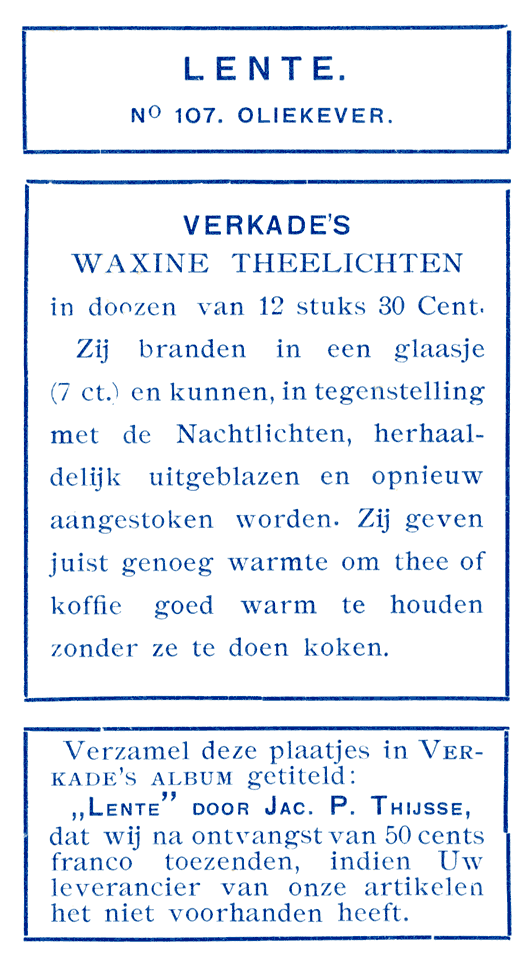 LENTE.
Nº 107. OLIEKEVER.
VERKADE'S
WAXINE THEELICHTEN
in doozen van 12 stuks 30 Cent.
Zij branden in een glaasje
(7 ct.) en kunnen, in tegenstelling
met de Nachtlichten, herhaal-
delijk uitgeblazen en opnieuw
aangestoken worden. Zij geven
juist genoeg warmte om thee of
koffie goed warm te houden
zonder ze te doen koken.
Verzamel deze plaatjes in VER-
KADE'S ALBUM getiteld:
„LENTE” DOOR JAC. P. THIJSSE,
dat wij na ontvangst van 50 cents
franco toezenden, indien Uw
leverancier van onze artikelen
het niet voorhanden heeft.